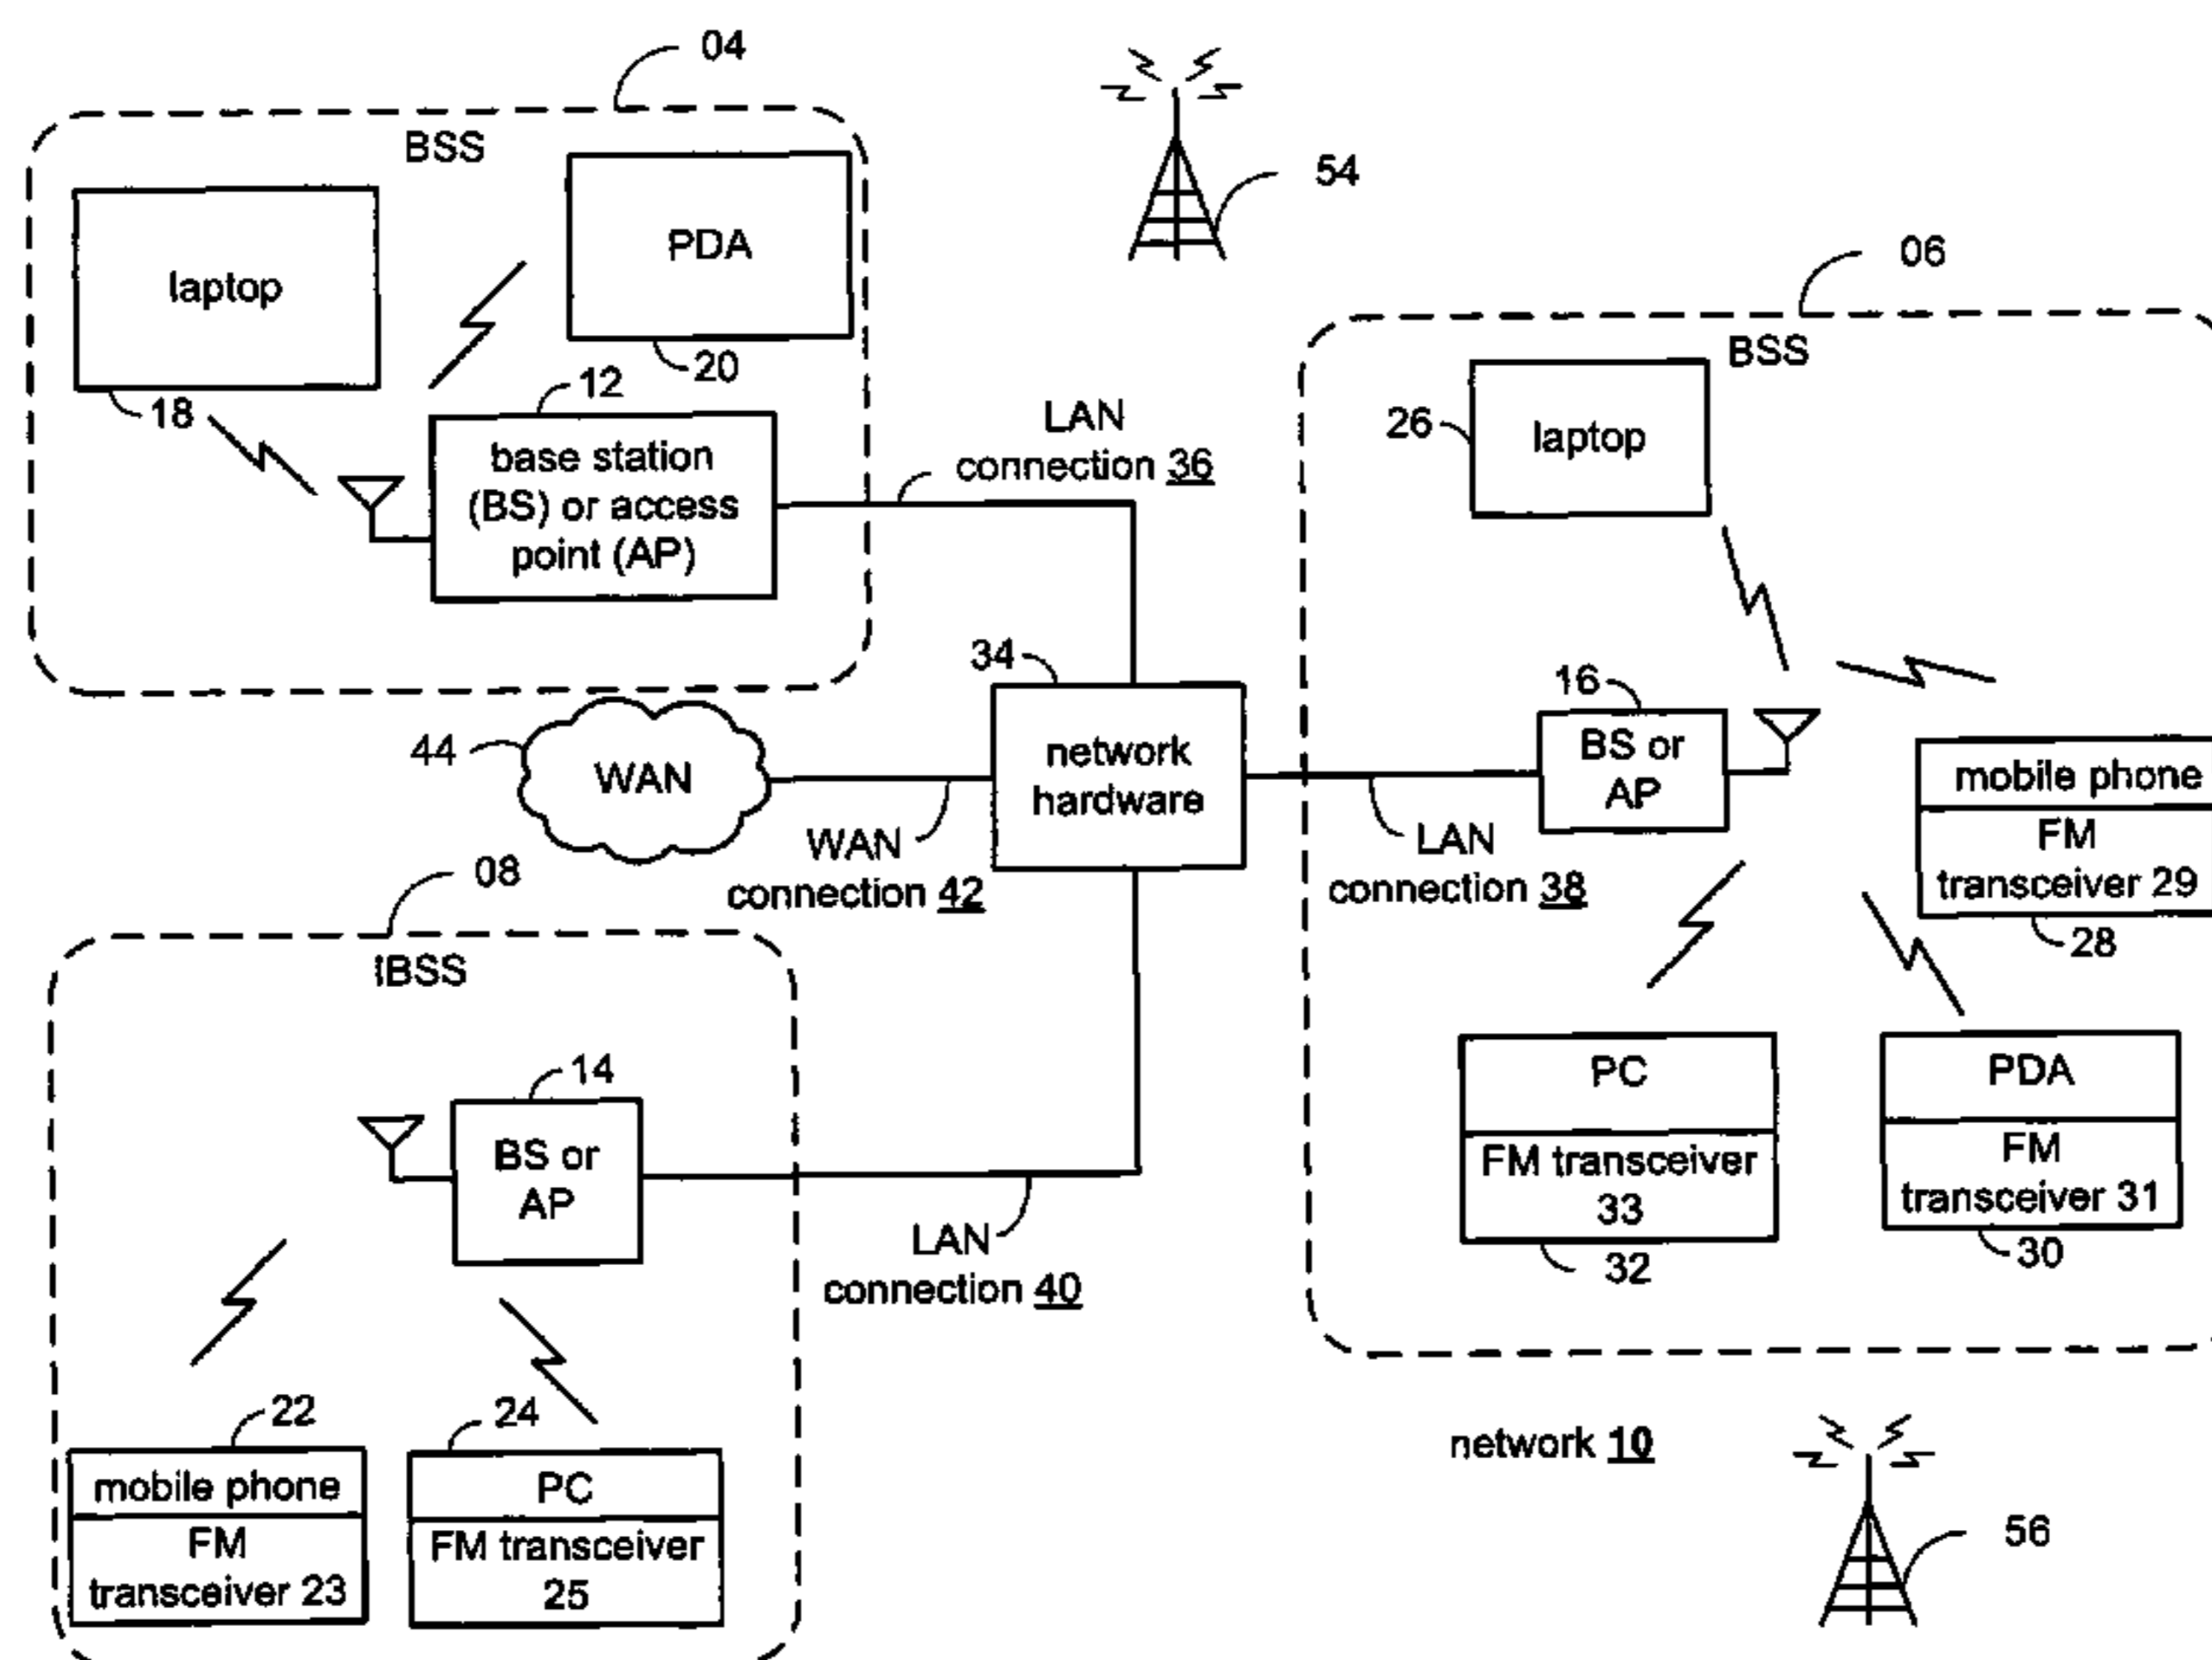 04
BSS
laptop
PDA
18
20
12
base station
(BS) or access
point (AP)
LAN
connection 36
54
06
BSS
26
laptop
34
network
hardware
44
WAN
WAN
connection 42
16
BS or
AP
LAN
connection 38
mobile phone
FM
transceiver 29
28
PC
FM transceiver
33
32
PDA
FM
transceiver 31
30
08
IBSS
14
BS or
AP
LAN
connection 40
22
mobile phone
FM
transceiver 23
24
PC
FM transceiver
25
network 10
56